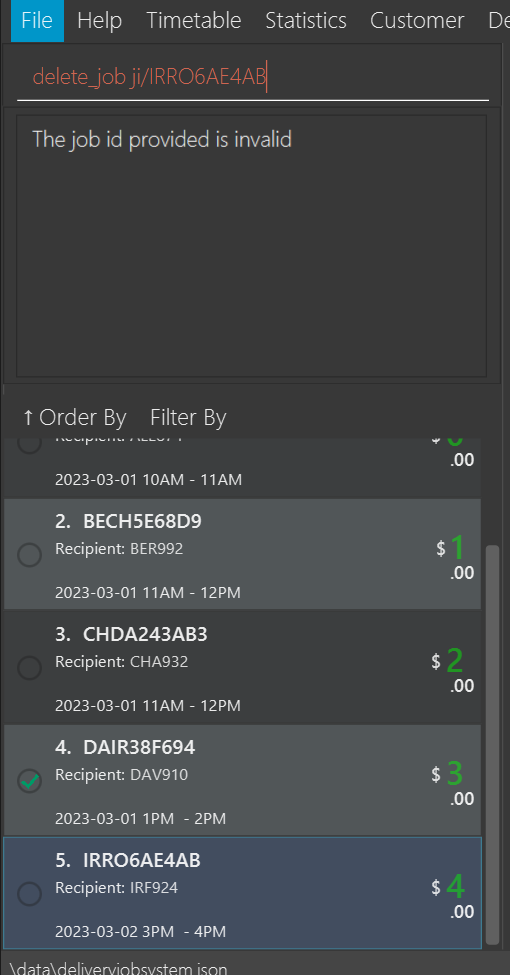 File Help Timetable Statistics Customer De
delete_job ji/IRRO6AE4AB
The job id provided is invalid
↑ Order By Filter By
Recipient:
.00
2023-03-01 10AM - 11AM
2. BECH5E68D9
Recipient: BER992
$ 1
.00
2023-03-01 11AM - 12PM
3. CHDA243AB3
Recipient: CHA932
$ 2
.00
2023-03-01 11AM - 12PM
4. DAIR38F694
Recipient: DAV910
$ 3
.00
2023-03-01 1PM - 2PM
5. IRRO6AE4AB
Recipient: IRF924
$ 4
.00
2023-03-02 3PM - 4PM
\data\deliveryjobsystem.json